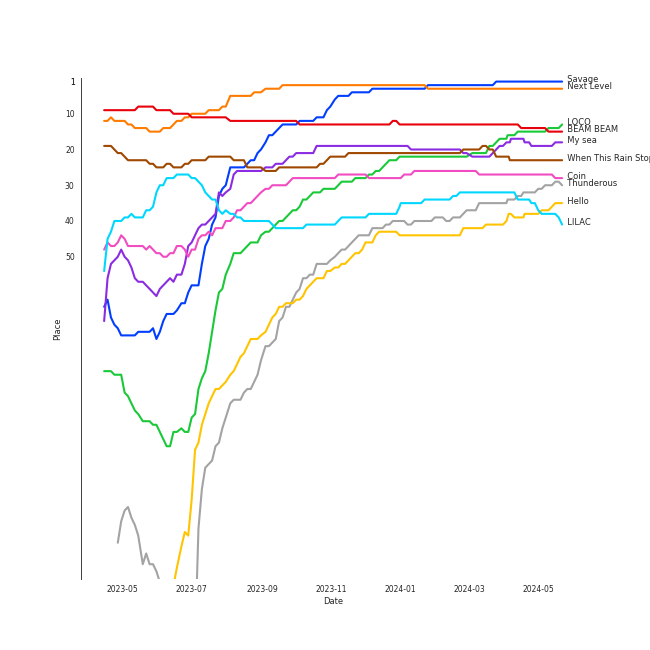 1
10
20
30
40
50
Place
Savage
Next Level
LOCO
BEAM BEAM
My sea
When This Rain Stop
Coin
Thunderous
Hello
LILAC
2023-05
2023-07
2023-09
2023-11
2024-01
2024-03
2024-05
Date